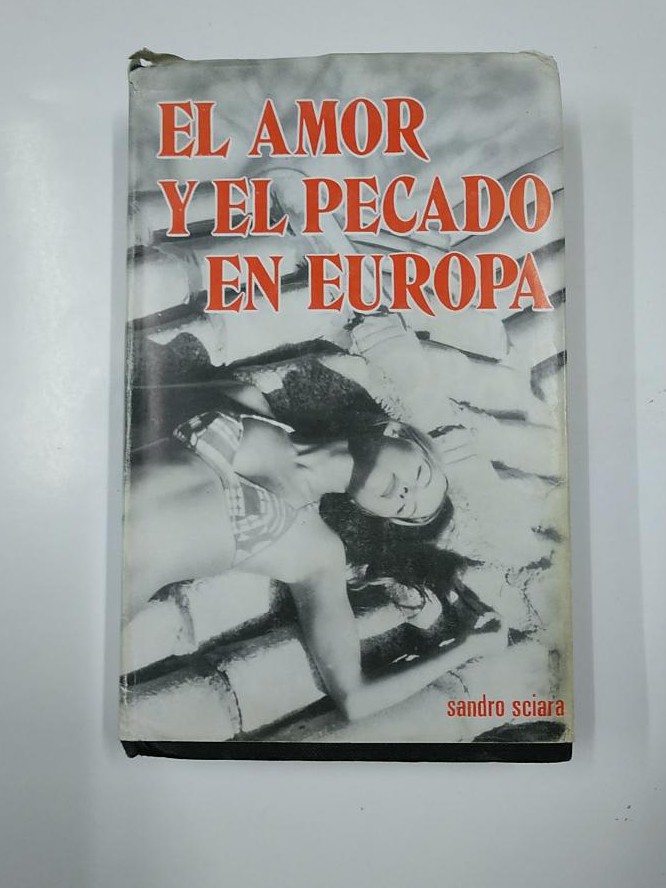 EL AMOR
Y EL PECADO
EN EUROPA
sandro sciara